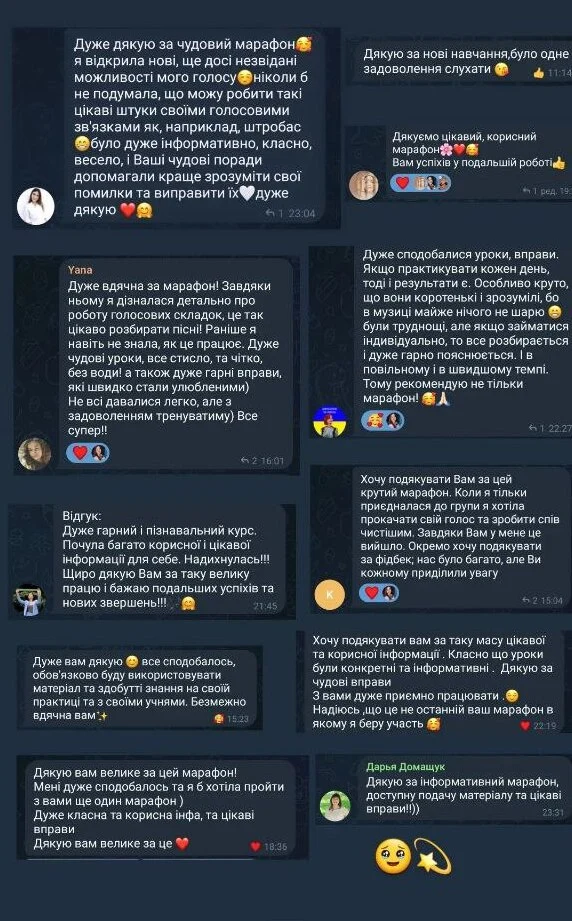 Дуже дякую за чудовий марафон🥰
я відкрила нові, ще досі незвідані
можливості мого голосу☺️ніколи б
не подумала, що можу робити такі
цікаві штуки своїми голосовими
зв'язками як, наприклад, штробас
😁було дуже інформативно, класно,
весело, і Ваші чудові поради
допомагали краще зрозуміти свої
помилки та виправити їх🤍дуже
дякую ❤️🤗
1 23:04
Дякую за нові навчання,було одне
задоволення слухати 😘
👍 11:14
Дякуємо цікавий, корисний
марафон🌸❤️🥰
Вам успіхів у подальшій роботі👍
1 ред. 19:
Yana
Дуже вдячна за марафон! Завдяки
ньому я дізналася детально про
роботу голосових складок, це так
цікаво розбирати пісні! Раніше я
навіть не знала, як це працює. Дуже
чудові уроки, все стисло, та чітко,
без води! а також дуже гарні вправи,
які швидко стали улюбленими)
Не всі давалися легко, але з
задоволенням тренуватиму) Все
супер!!
2 16:01
Дуже сподобалися уроки, вправи.
Якщо практикувати кожен день,
тоді і результати є. Особливо круто,
що вони коротенькі і зрозумілі, бо
в музиці майже нічого не шарю 😁
були труднощі, але якщо займатися
індивідуально, то все розбирається
і дуже гарно пояснюється. І в
повільному і в швидшому темпі.
Тому рекомендую не тільки
марафон! 🥰🙏🏻
1 22:27
Відгук:
Дуже гарний і пізнавальний курс.
Почула багато корисної і цікавої
інформації для себе. Надихнулась!!!
Щиро дякую Вам за таку велику
працю і бажаю подальших успіхів та
нових звершень!!! 🤗
21:45
Хочу подякувати Вам за цей
крутий марафон. Коли я тільки
приєдналася до групи я хотіла
прокачати свій голос та зробити спів
чистішим. Завдяки Вам у мене це
вийшло. Окремо хочу подякувати
за фідбек; нас було багато, але Ви
кожному приділили увагу
К
2 15:04
Дуже вам дякую 😊 все сподобалось,
обов'язково буду використовувати
матеріал та здобутті знання на своїй
практиці та з своїми учнями. Безмежно
вдячна вам✨
🥰 15:23
Хочу подякувати вам за таку масу цікавої
та корисної інформації . Класно що уроки
були конкретні та інформативні . Дякую за
чудові вправи
З вами дуже приємно працювати .☺️
Надіюсь ,що це не останній ваш марафон в
якому я беру участь 🥰
❤️ 22:19
Дякую вам велике за цей марафон!
Мені дуже сподобалось та я б хотіла пройти
з вами ще один марафон )
Дуже класна та корисна інфа, та цікаві
вправи
Дякую вам велике за це ❤️
❤️ 18:36
Дарья Домащук
Дякую за інформативний марафон,
доступну подачу матеріалу та цікаві
вправи!!))
23:31